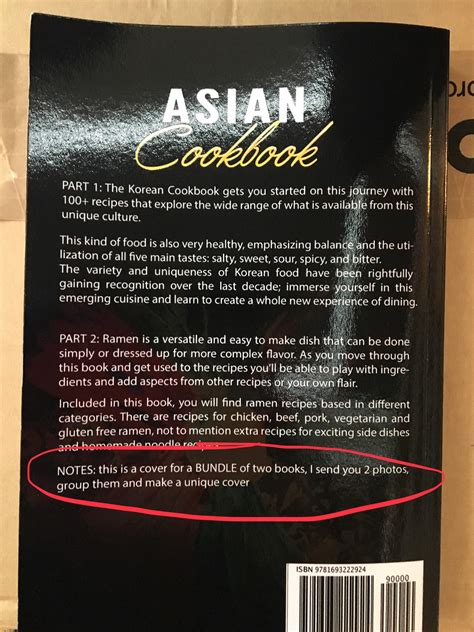 ASIAN
Cookbook
PART 1: The Korean Cookbook gets you started on this journey with
100+ recipes that explore the wide range of what is available from this
unique culture.
This kind of food is also very healthy, emphasizing balance and the uti-
lization of all five main tastes: salty, sweet, sour, spicy, and bitter.
The variety and uniqueness of Korean food have been rightfully
gaining recognition over the last decade; immerse yourself in this
emerging cuisine and learn to create a whole new experience of dining.
PART 2: Ramen is a versatile and easy to make dish that can be done
simply or dressed up for more complex flavor. As you move through
this book and get used to the recipes you'll be able to play with ingre-
dients and add aspects from other recipes or your own flair.
Included in this book, you will find ramen recipes based in different
categories. There are recipes for chicken, beef, pork, vegetarian and
gluten free ramen, not to mention extra recipes for exciting side dishes
and homemade noodle recipes
NOTES: this is a cover for a BUNDLE of two books, I send you 2 photos,
group them and make a unique cover
ISBN 9781693222924
90000